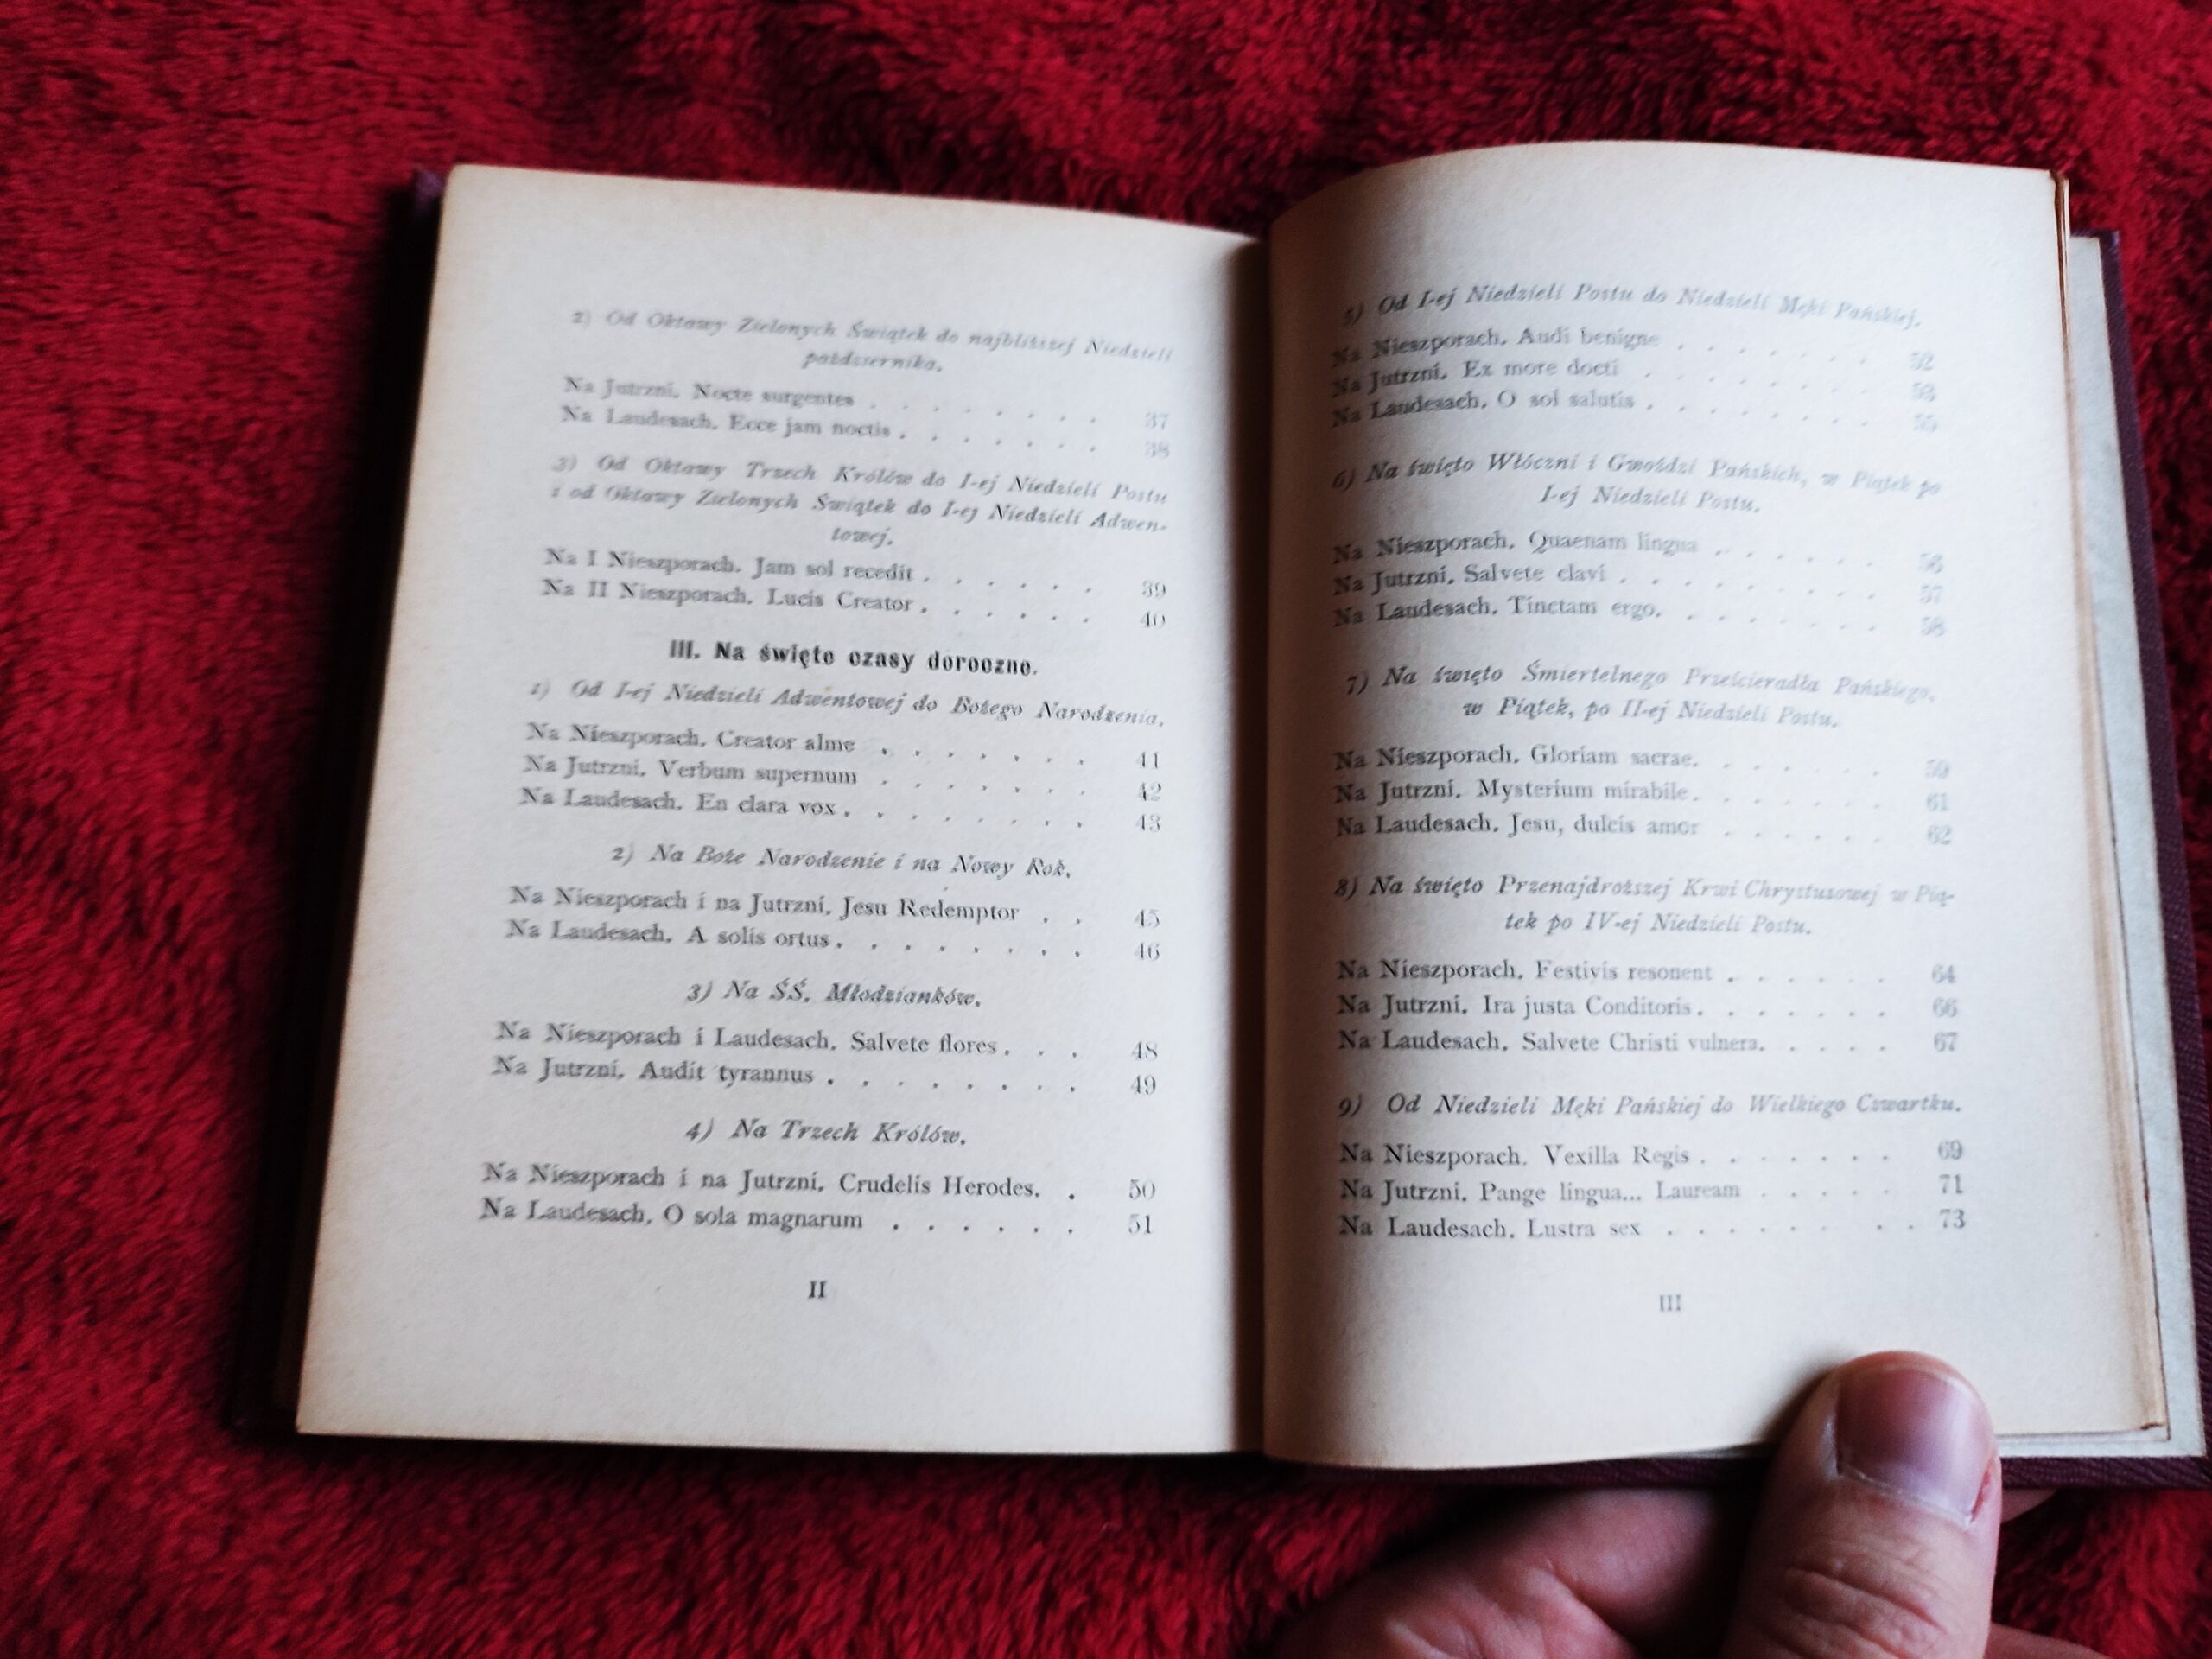 2) Od Oktawy Zielonych Świątek do najbliższej Niedzieli
października.
Na Jutrzni. Nocte surgentes . . . . . . . . 37
Na Laudesach. Ecce jam noctis . . . . . . . 38
3) Od Oktawy Trzech Królów do I-ej Niedzieli Postu
i od Oktawy Zielonych Świątek do I-ej Niedzieli Adwen-
towej.
Na I Nieszporach. Jam sol recedit . . . . . . 39
Na II Nieszporach. Lucis Creator . . . . . . 40
III. Na święte czasy doroczne.
1) Od I-ej Niedzieli Adwentowej do Bożego Narodzenia.
Na Nieszporach. Creator alme . . . . . . . 41
Na Jutrzni. Verbum supernum . . . . . . . 42
Na Laudesach. En clara vox . . . . . . . . 43
2) Na Boże Narodzenie i na Nowy Rok.
Na Nieszporach i na Jutrzni. Jesu Redemptor . . 45
Na Laudesach. A solis ortus . . . . . . . . 46
3) Na ŚŚ. Młodzianków.
Na Nieszporach i Laudesach. Salvete flores . . . 48
Na Jutrzni. Audit tyrannus . . . . . . . . 49
4) Na Trzech Królów.
Na Nieszporach i na Jutrzni. Crudelis Herodes. . 50
Na Laudesach. O sola magnarum . . . . . . 51
II
5) Od I-ej Niedzieli Postu do Niedzieli Męki Pańskiej.
Na Nieszporach. Audi benigne . . . . . . . 52
Na Jutrzni. Ex more docti . . . . . . . . 53
Na Laudesach. O sol salutis . . . . . . . . 55
6) Na święto Włóczni i Gwoździ Pańskich, w Piątek po
I-ej Niedzieli Postu.
Na Nieszporach. Quaenam lingua . . . . . . 56
Na Jutrzni. Salvete clavi . . . . . . . . 57
Na Laudesach. Tinctam ergo. . . . . . . . 58
7) Na święto Śmiertelnego Prześcieradła Pańskiego,
w Piątek, po II-ej Niedzieli Postu.
Na Nieszporach. Gloriam sacrae. . . . . . . 59
Na Jutrzni. Mysterium mirabile . . . . . . . 61
Na Laudesach. Jesu, dulcis amor . . . . . . 62
8) Na święto Przenajdroższej Krwi Chrystusowej w Pią-
tek po IV-ej Niedzieli Postu.
Na Nieszporach. Festivis resonent . . . . . . 64
Na Jutrzni. Ira justa Conditoris . . . . . . . 66
Na Laudesach. Salvete Christi vulnera. . . . . 67
9) Od Niedzieli Męki Pańskiej do Wielkiego Czwartku.
Na Nieszporach. Vexilla Regis . . . . . . . 69
Na Jutrzni. Pange lingua... Lauream . . . . . 71
Na Laudesach. Lustra sex . . . . . . . . 73
III